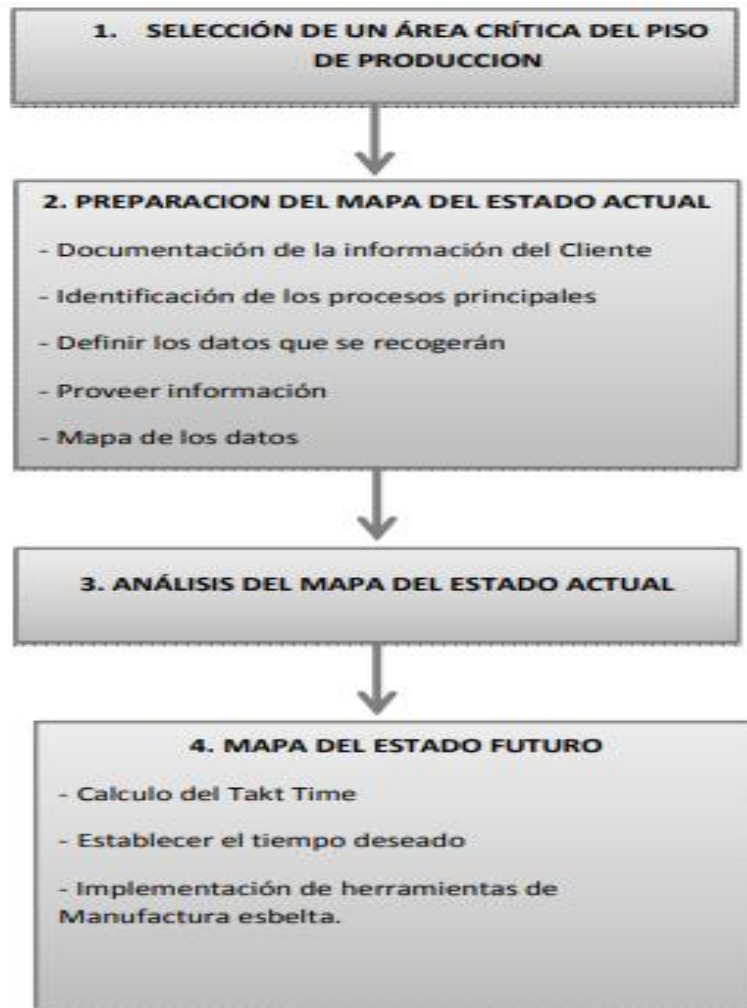 1. SELECCIÓN DE UN ÁREA CRÍTICA DEL PISO
DE PRODUCCION
2. PREPARACION DEL MAPA DEL ESTADO ACTUAL
- Documentación de la información del Cliente
- Identificación de los procesos principales
- Definir los datos que se recogerán
- Proveer información
- Mapa de los datos
3. ANÁLISIS DEL MAPA DEL ESTADO ACTUAL
4. MAPA DEL ESTADO FUTURO
- Calculo del Takt Time
- Establecer el tiempo deseado
- Implementación de herramientas de
Manufactura esbelta.